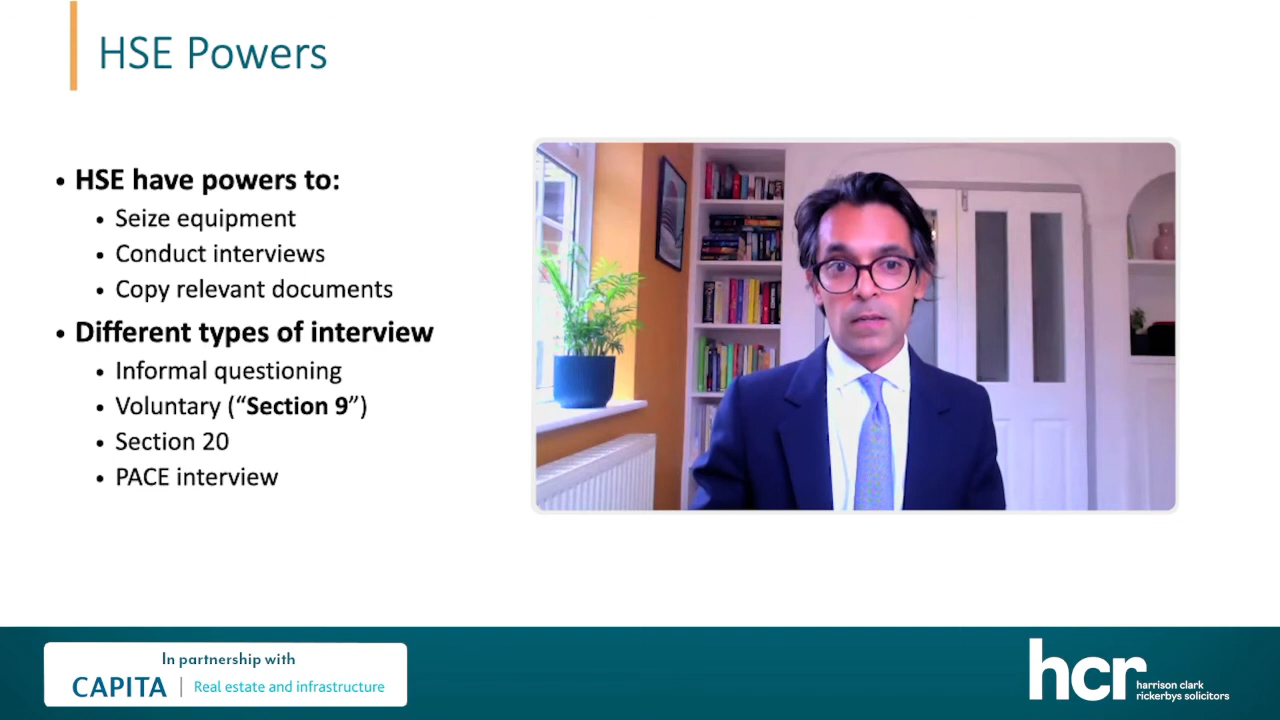 HSE Powers
• HSE have powers to:
• Seize equipment
• Conduct interviews
• Copy relevant documents
• Different types of interview
• Informal questioning
• Voluntary (“Section 9”)
• Section 20
• PACE interview
In partnership with
CAPITA | Real estate and infrastructure
hcr harrison clark
rickerbys solicitors